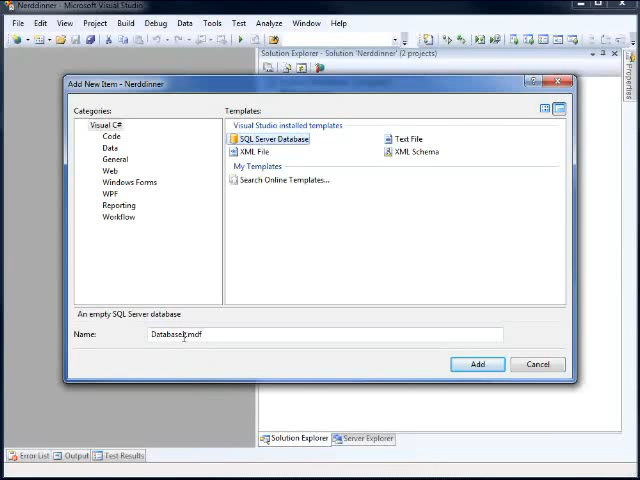 Nerddinner - Microsoft Visual Studio
File Edit View Project Build Debug Data Tools Test Analyze Window Help
Solution Explorer - Solution 'Nerddinner' (2 projects)
Properties
Add New Item - Nerddinner
Categories:
Templates:
Visual C#
Code
Data
General
Web
Windows Forms
WPF
Reporting
Workflow
Visual Studio installed templates
SQL Server Database
Text File
XML File
XML Schema
My Templates
Search Online Templates...
An empty SQL Server database
Name:
Database1.mdf
Add
Cancel
Solution Explorer
Server Explorer
Error List
Output
Test Results